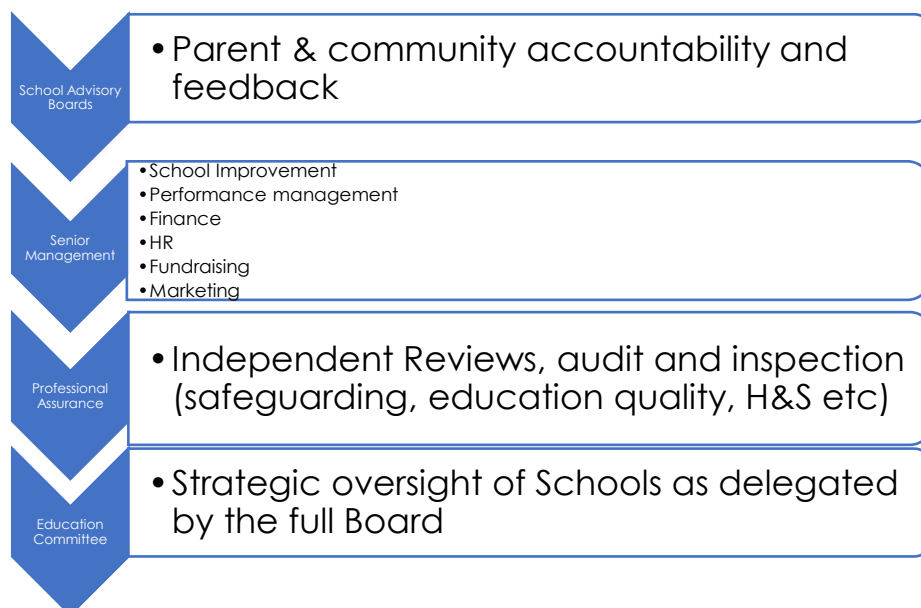 School Advisory
Boards
• Parent & community accountability and
feedback
Senior
Management
• School Improvement
• Performance management
• Finance
• HR
• Fundraising
• Marketing
Professional
Assurance
• Independent Reviews, audit and inspection
(safeguarding, education quality, H&S etc)
Education
Committee
• Strategic oversight of Schools as delegated
by the full Board